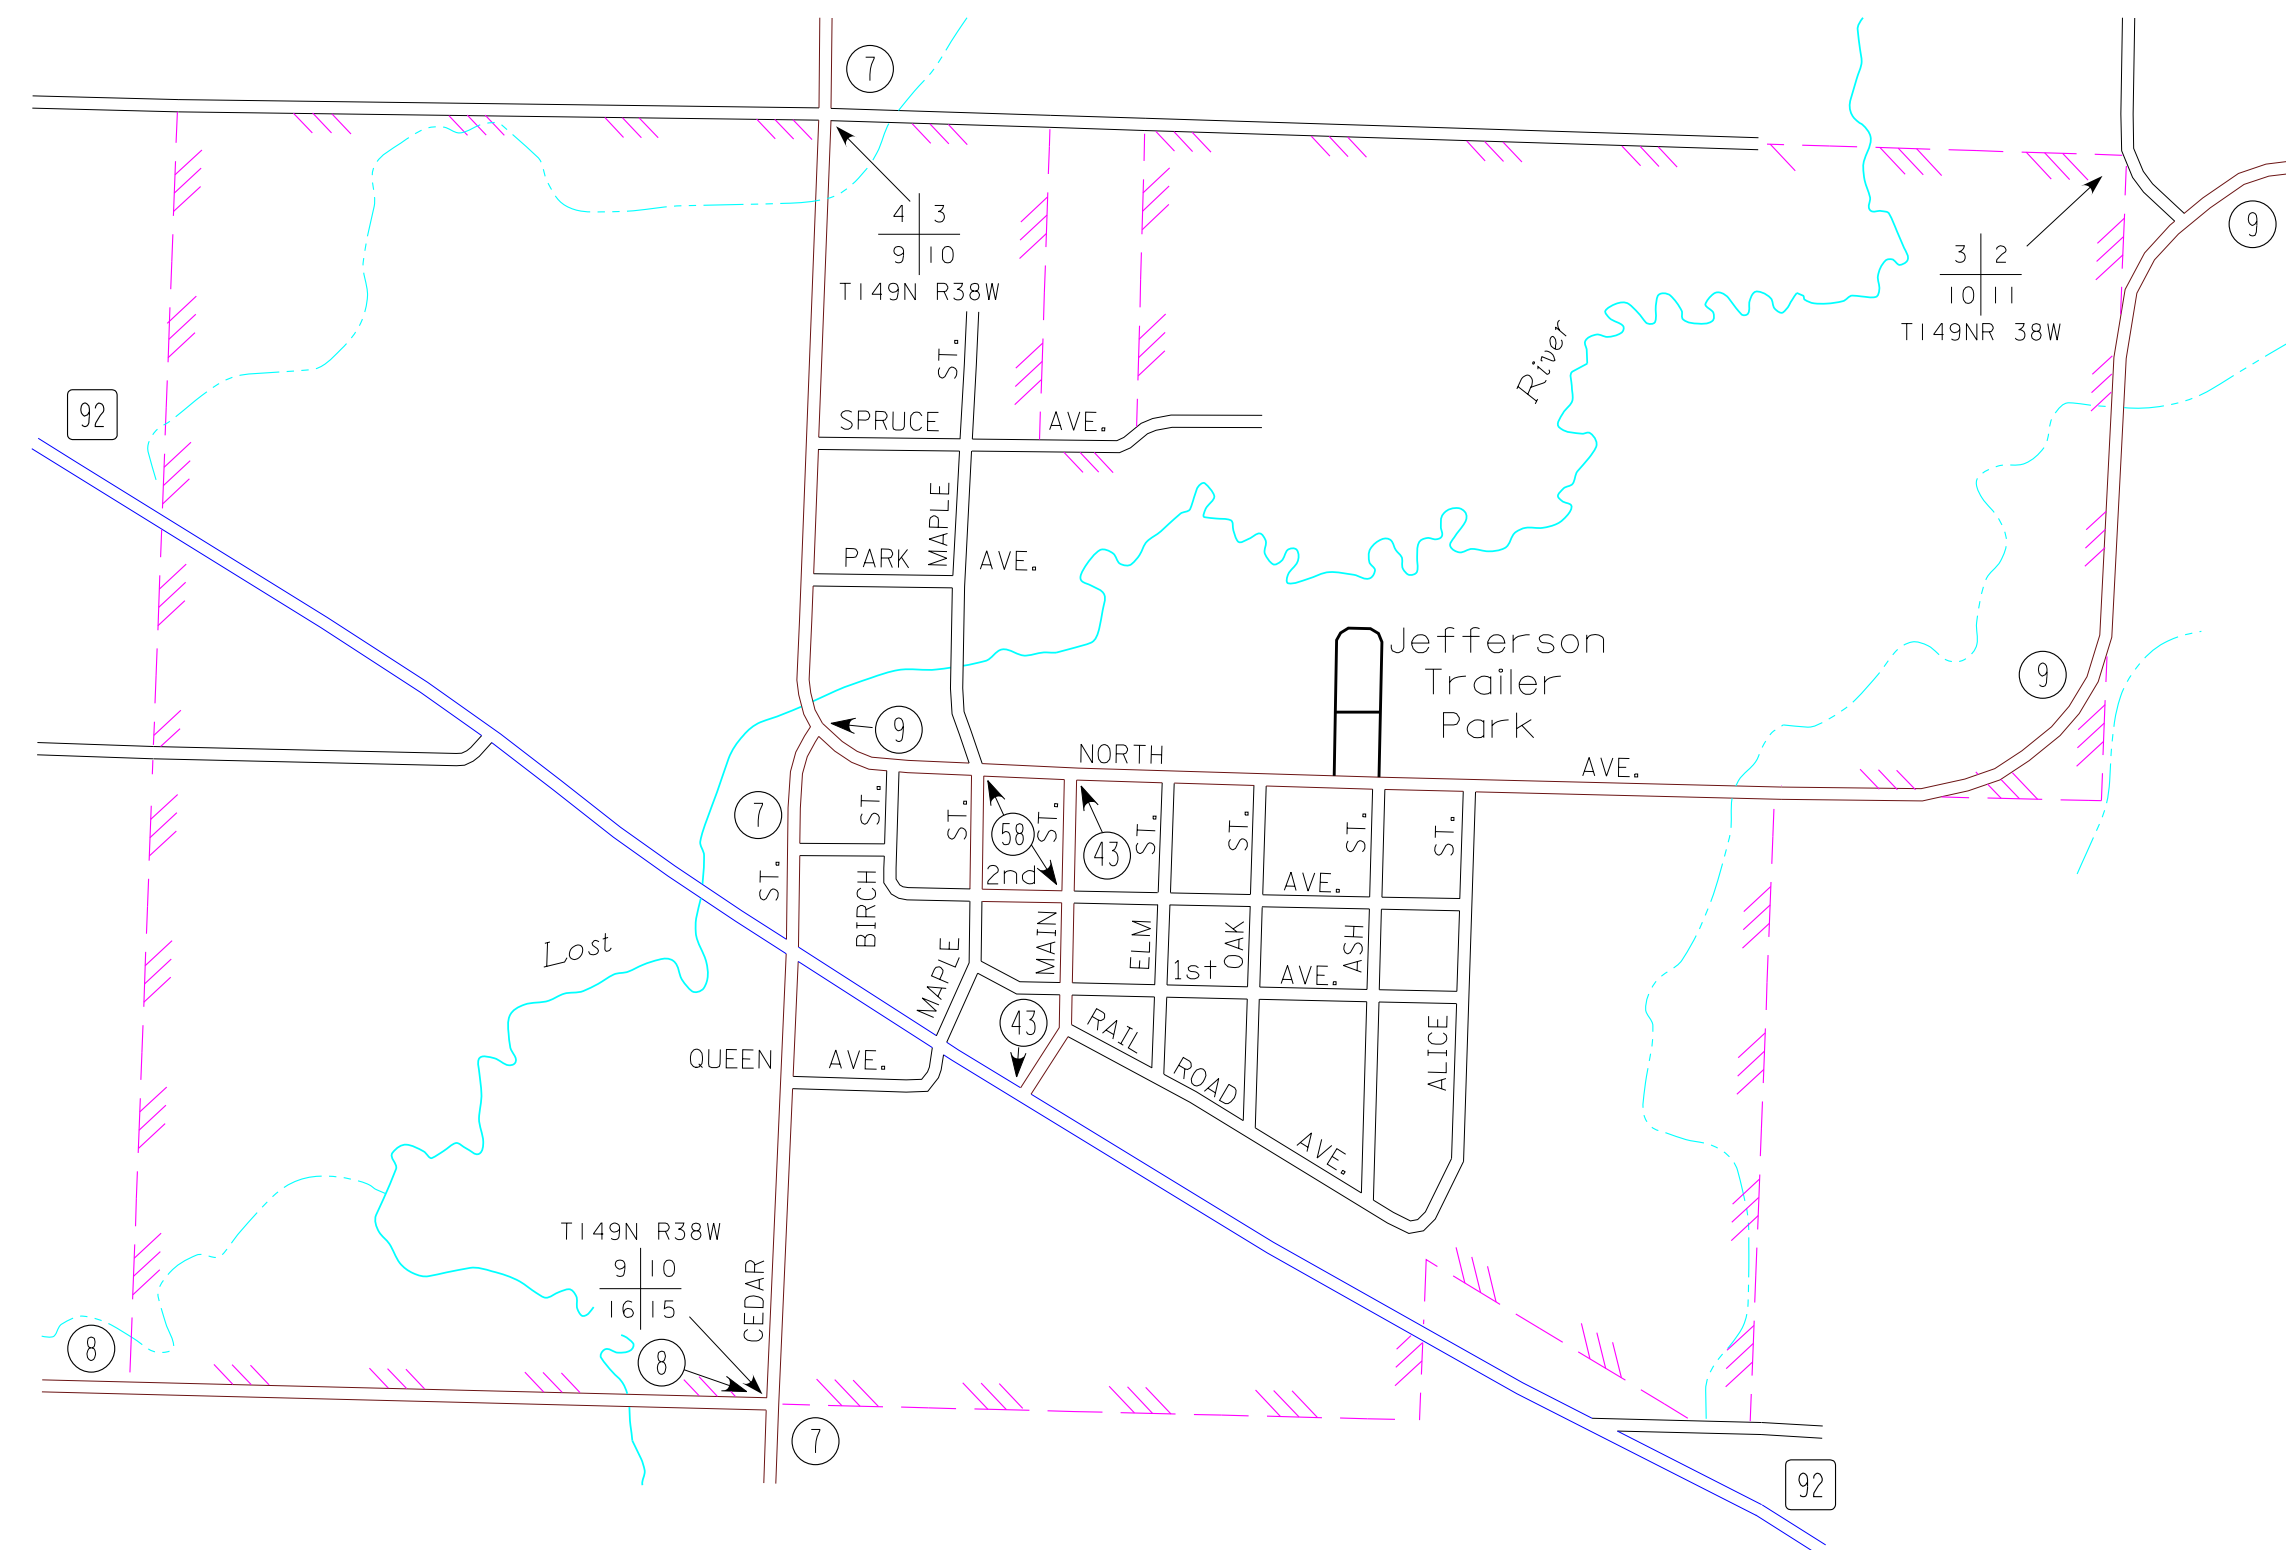 7
4 3
9 10
T149N R38W
3 2
10 11
T149NR 38W
9
River
ST.
92
SPRUCE AVE.
MAPLE
PARK AVE.
Jefferson
Trailer
Park
9
9
NORTH AVE.
7
ST.
ST.
58
ST.
43
ST.
ST.
ST.
ST.
ST.
2nd AVE.
BIRCH
MAPLE
MAIN
ELM
OAK
ASH
1st AVE.
Lost
43
RAIL
ROAD
AVE.
ALICE
QUEEN AVE.
T149N R38W
9 10
16 15
CEDAR
8
8
7
92